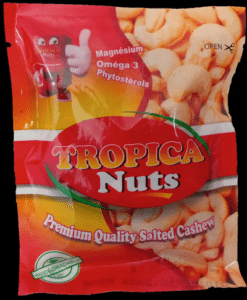 Magnésium
Oméga 3
Phytostérols
OPEN
TROPICA
Nuts
Premium Quality Salted Cashew